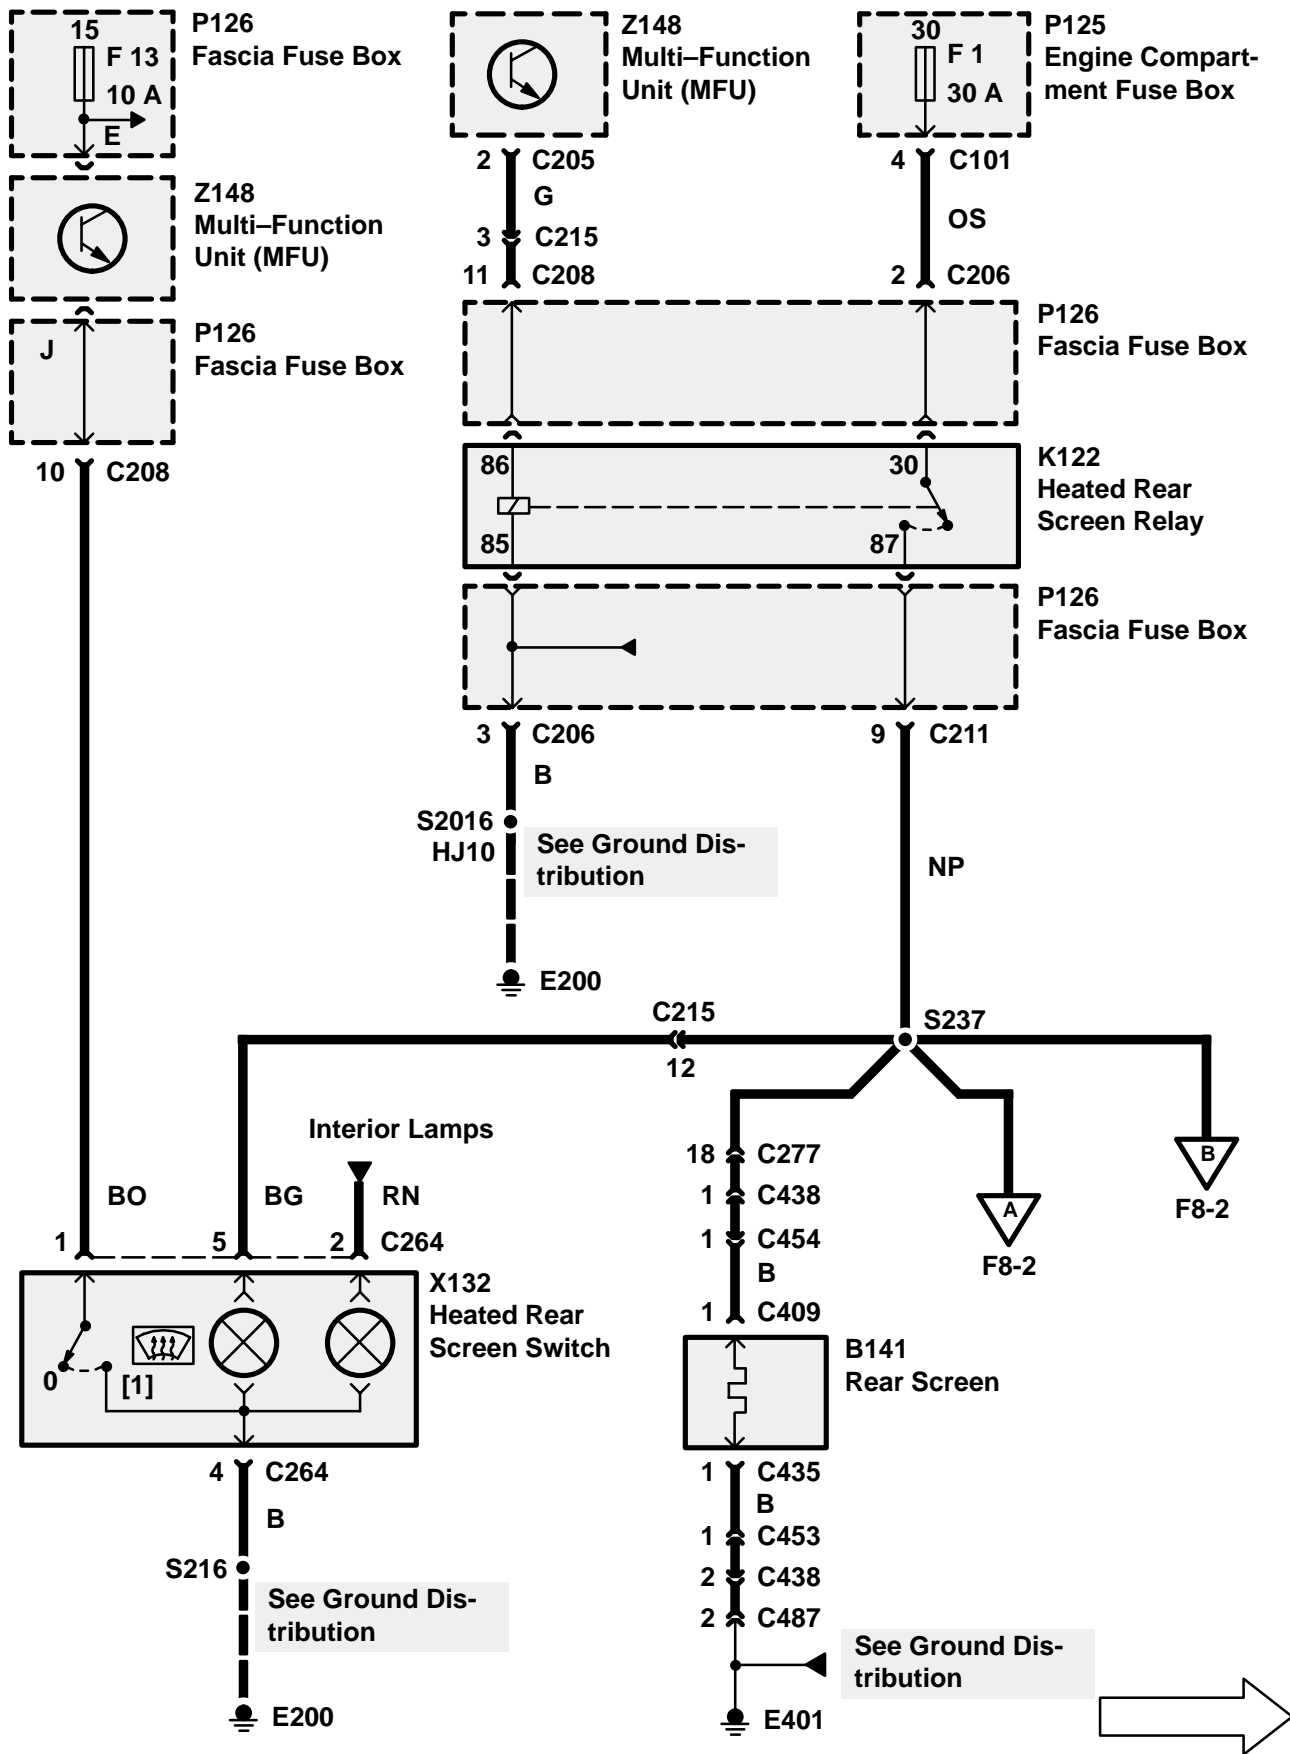 15
F 13
10 A
E
P126
Fascia Fuse Box
Z148
Multi–Function
Unit (MFU)
30
F 1
30 A
P125
Engine Compart-
ment Fuse Box
2 C205
G
3 C215
11 C208
4 C101
OS
2 C206
Z148
Multi–Function
Unit (MFU)
J
P126
Fascia Fuse Box
10 C208
P126
Fascia Fuse Box
86
85
30
87
K122
Heated Rear
Screen Relay
P126
Fascia Fuse Box
3 C206
B
9 C211
S2016
HJ10
See Ground Dis-
tribution
NP
E200
C215
12
S237
Interior Lamps
BO
BG
RN
1
5
2 C264
18 C277
1 C438
1 C454
B
1 C409
A
F8-2
B
F8-2
0
[1]
X132
Heated Rear
Screen Switch
B141
Rear Screen
4 C264
B
S216
See Ground Dis-
tribution
E200
1 C435
B
1 C453
2 C438
2 C487
See Ground Dis-
tribution
E401